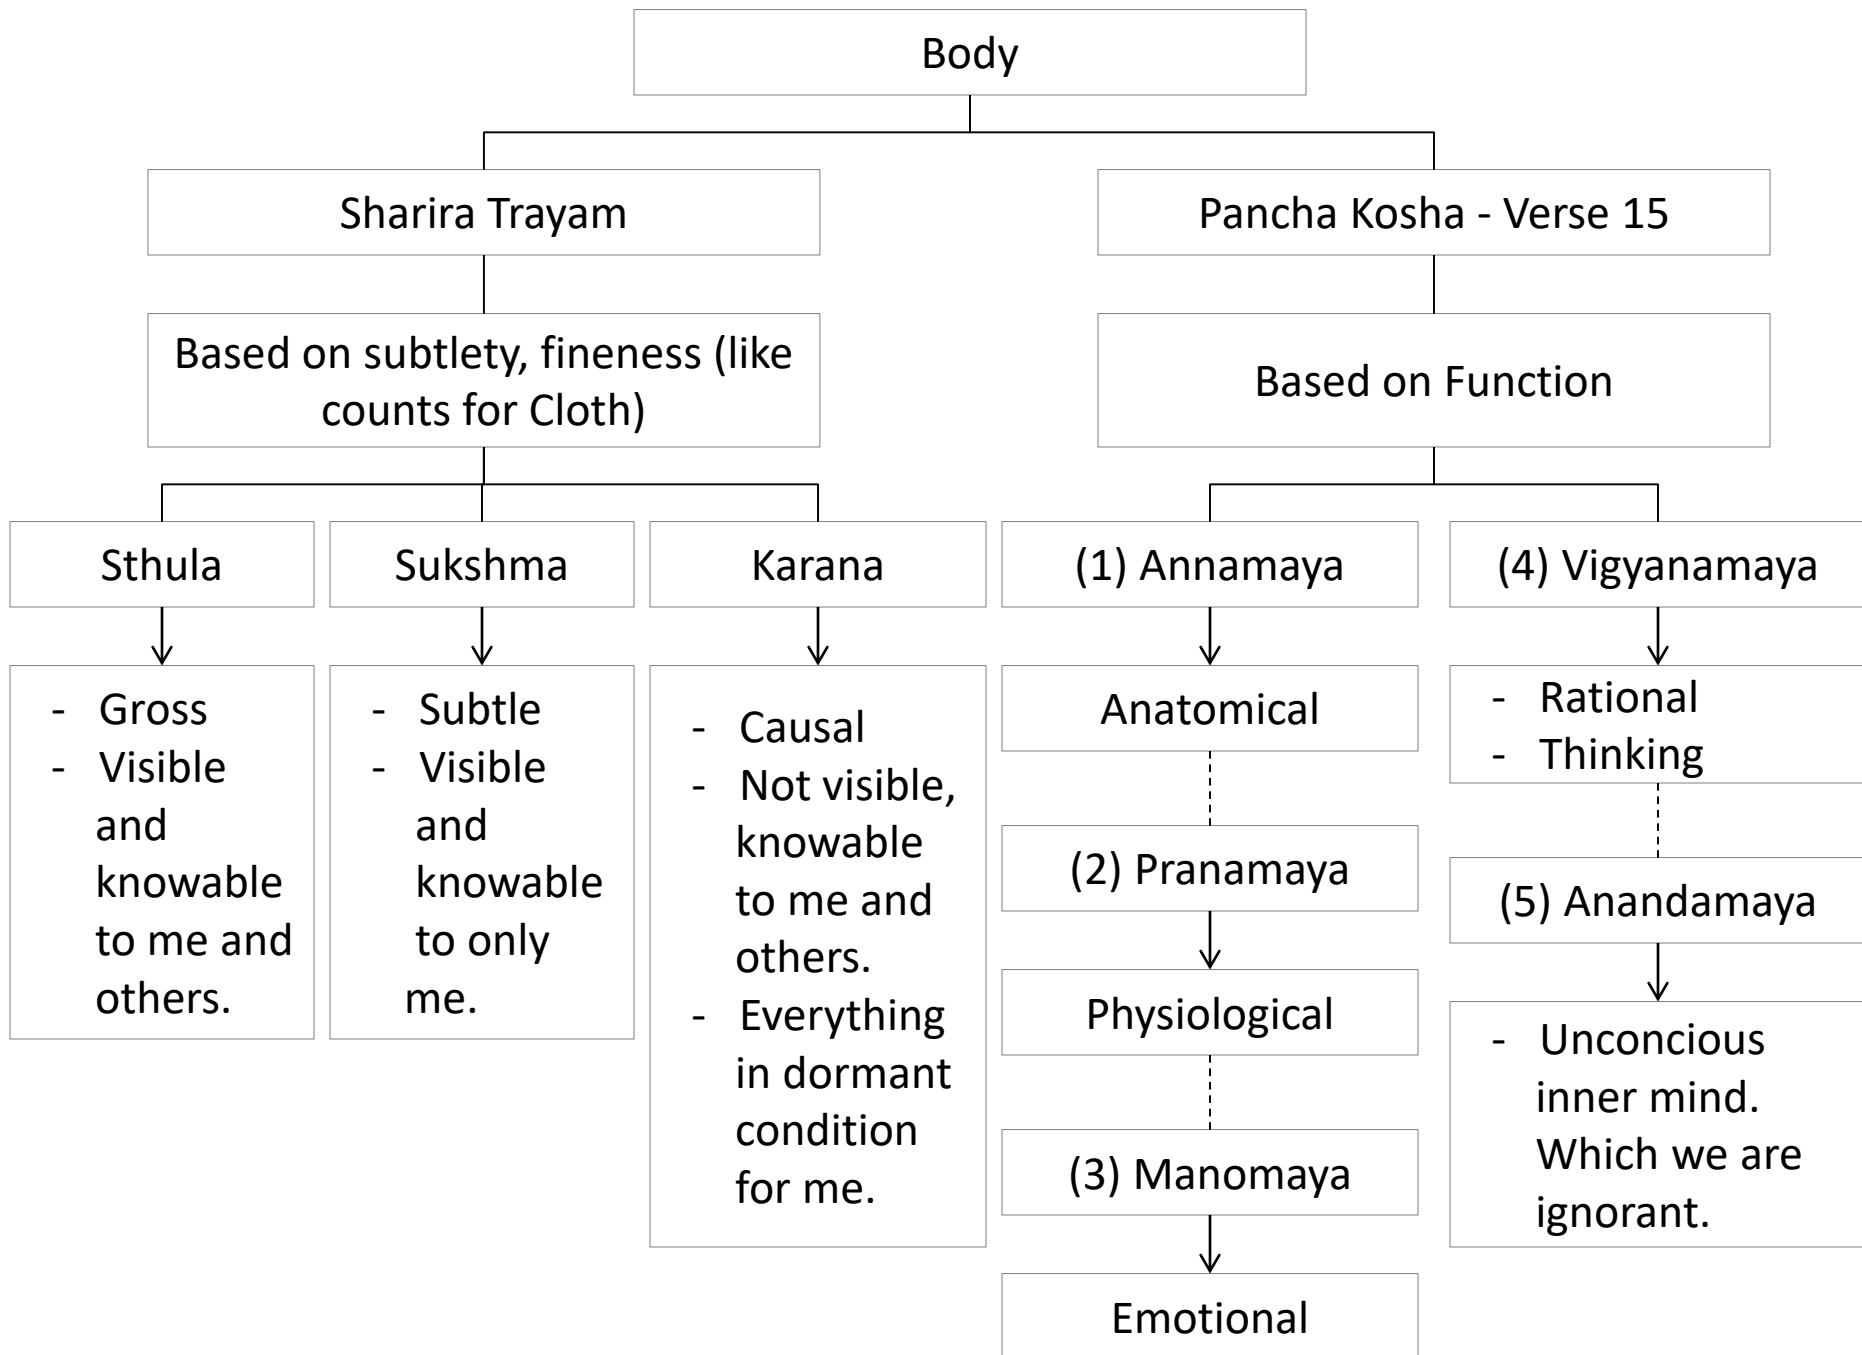 Body
Sharira Trayam
Pancha Kosha - Verse 15
Based on subtlety, fineness (like
counts for Cloth)
Based on Function
Sthula
Sukshma
Karana
(1) Annamaya
(4) Vigyanamaya
- Gross
- Visible
and
knowable
to me and
others.
- Subtle
- Visible
and
knowable
to only
me.
- Causal
- Not visible,
knowable
to me and
others.
- Everything
in dormant
condition
for me.
Anatomical
(2) Pranamaya
Physiological
(3) Manomaya
Emotional
- Rational
- Thinking
(5) Anandamaya
- Unconcious
inner mind.
Which we are
ignorant.